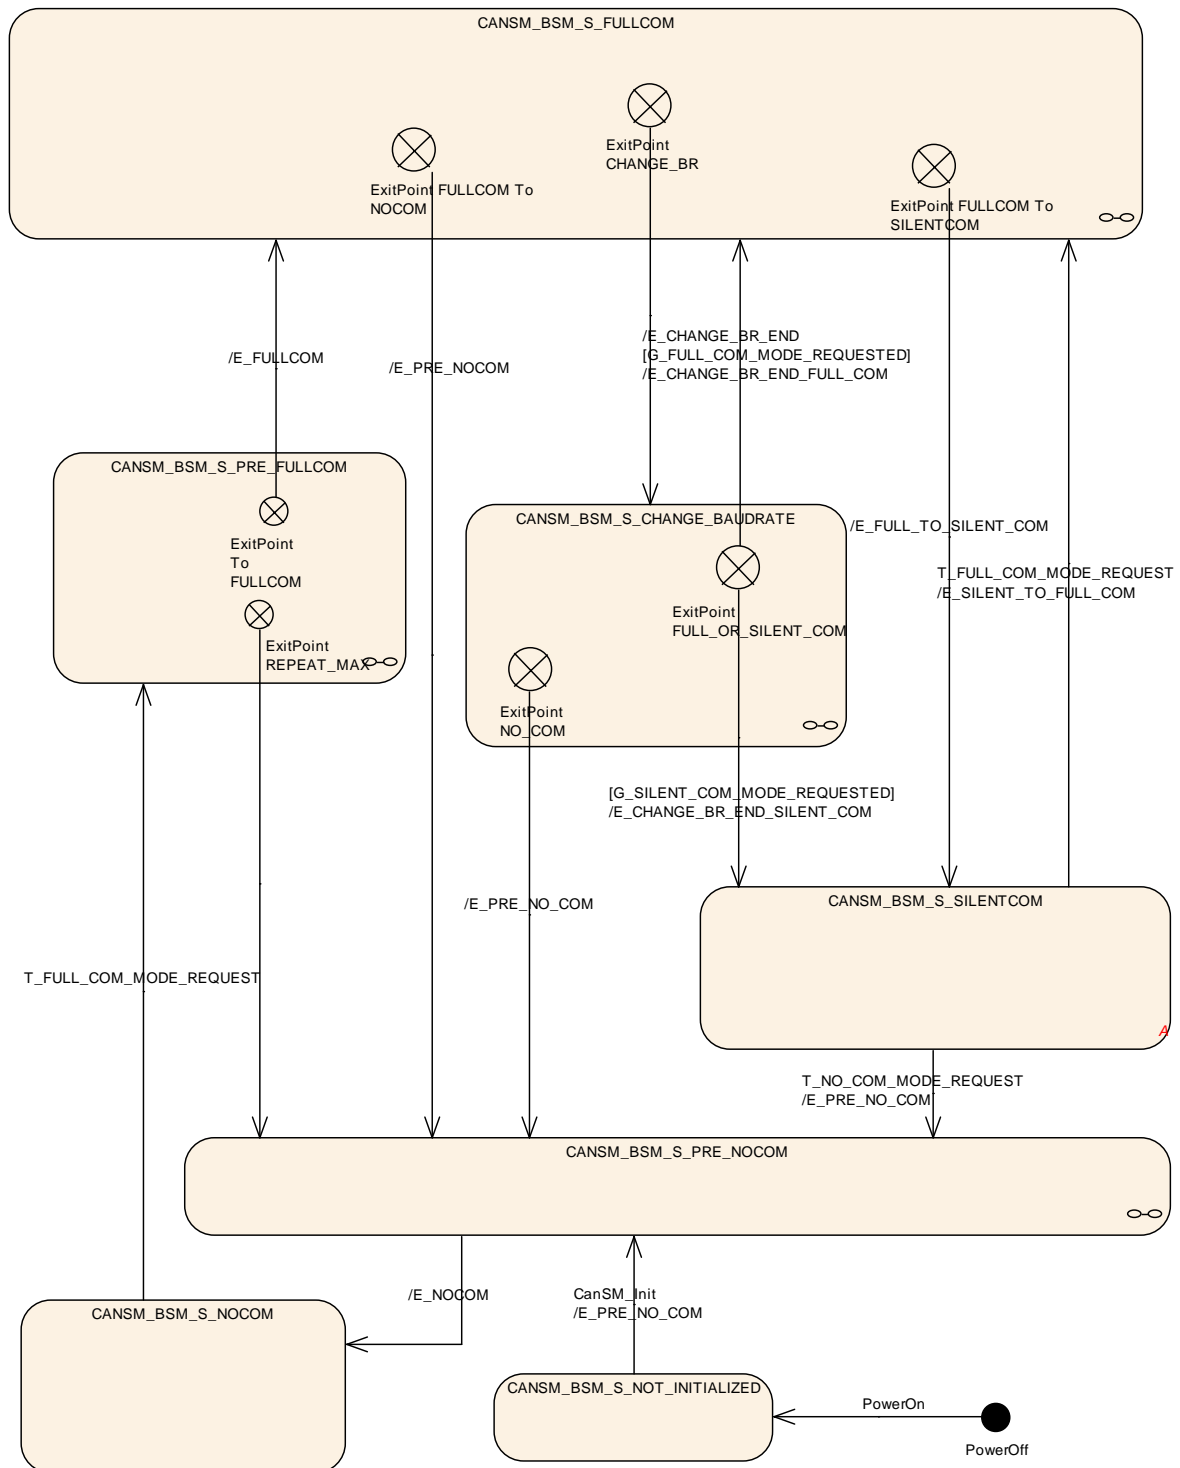 CANSM_BSM_S_FULLCOM
ExitPoint
CHANGE_BR
ExitPoint FULLCOM To
NOCOM
ExitPoint FULLCOM To
SILENTCOM
/E_FULLCOM
/E_PRE_NOCOM
/E_CHANGE_BR_END
[G_FULL_COM_MODE_REQUESTED]
/E_CHANGE_BR_END_FULL_COM
CANSM_BSM_S_PRE_FULLCOM
ExitPoint
To
FULLCOM
ExitPoint
REPEAT_MAX
CANSM_BSM_S_CHANGE_BAUDRATE
ExitPoint
FULL_OR_SILENT_COM
ExitPoint
NO_COM
/E_FULL_TO_SILENT_COM
T_FULL_COM_MODE_REQUEST
/E_SILENT_TO_FULL_COM
[G_SILENT_COM_MODE_REQUESTED]
/E_CHANGE_BR_END_SILENT_COM
/E_PRE_NO_COM
CANSM_BSM_S_SILENTCOM
A
T_FULL_COM_MODE_REQUEST
T_NO_COM_MODE_REQUEST
/E_PRE_NO_COM
CANSM_BSM_S_PRE_NOCOM
/E_NOCOM
CanSM_Init
/E_PRE_NO_COM
CANSM_BSM_S_NOCOM
CANSM_BSM_S_NOT_INITIALIZED
PowerOn
PowerOff